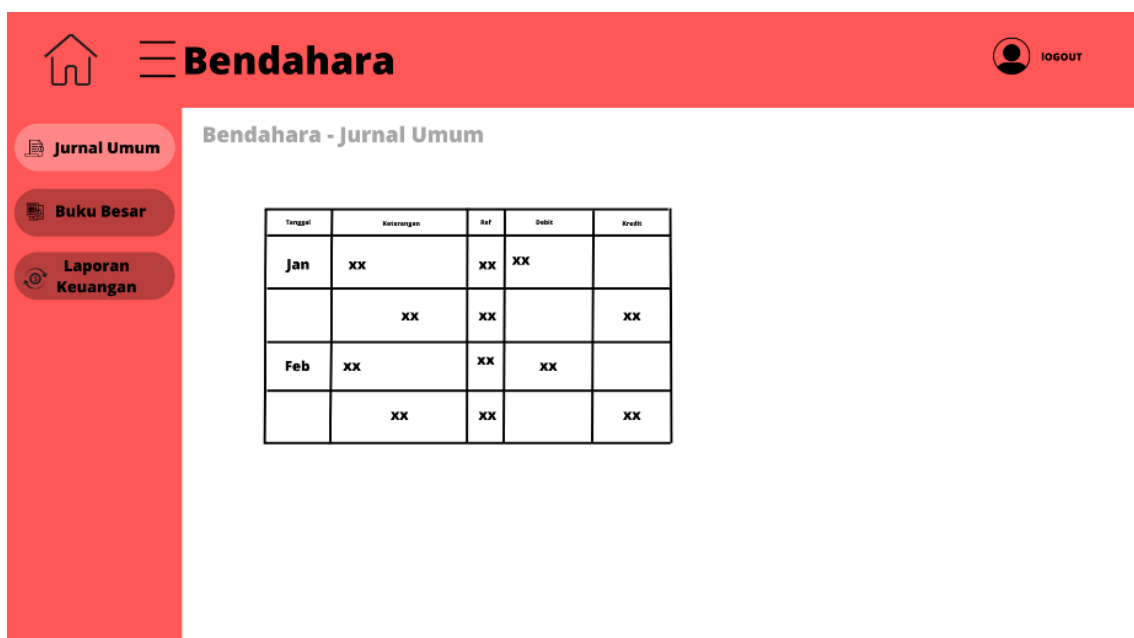 Bendahara
lOGOUT
Jurnal Umum
Buku Besar
Laporan
Keuangan
Bendahara - Jurnal Umum
Tanggal Keterangan Ref Debit Kredit
Jan xx xx xx
xx xx xx
Feb xx xx xx
xx xx xx